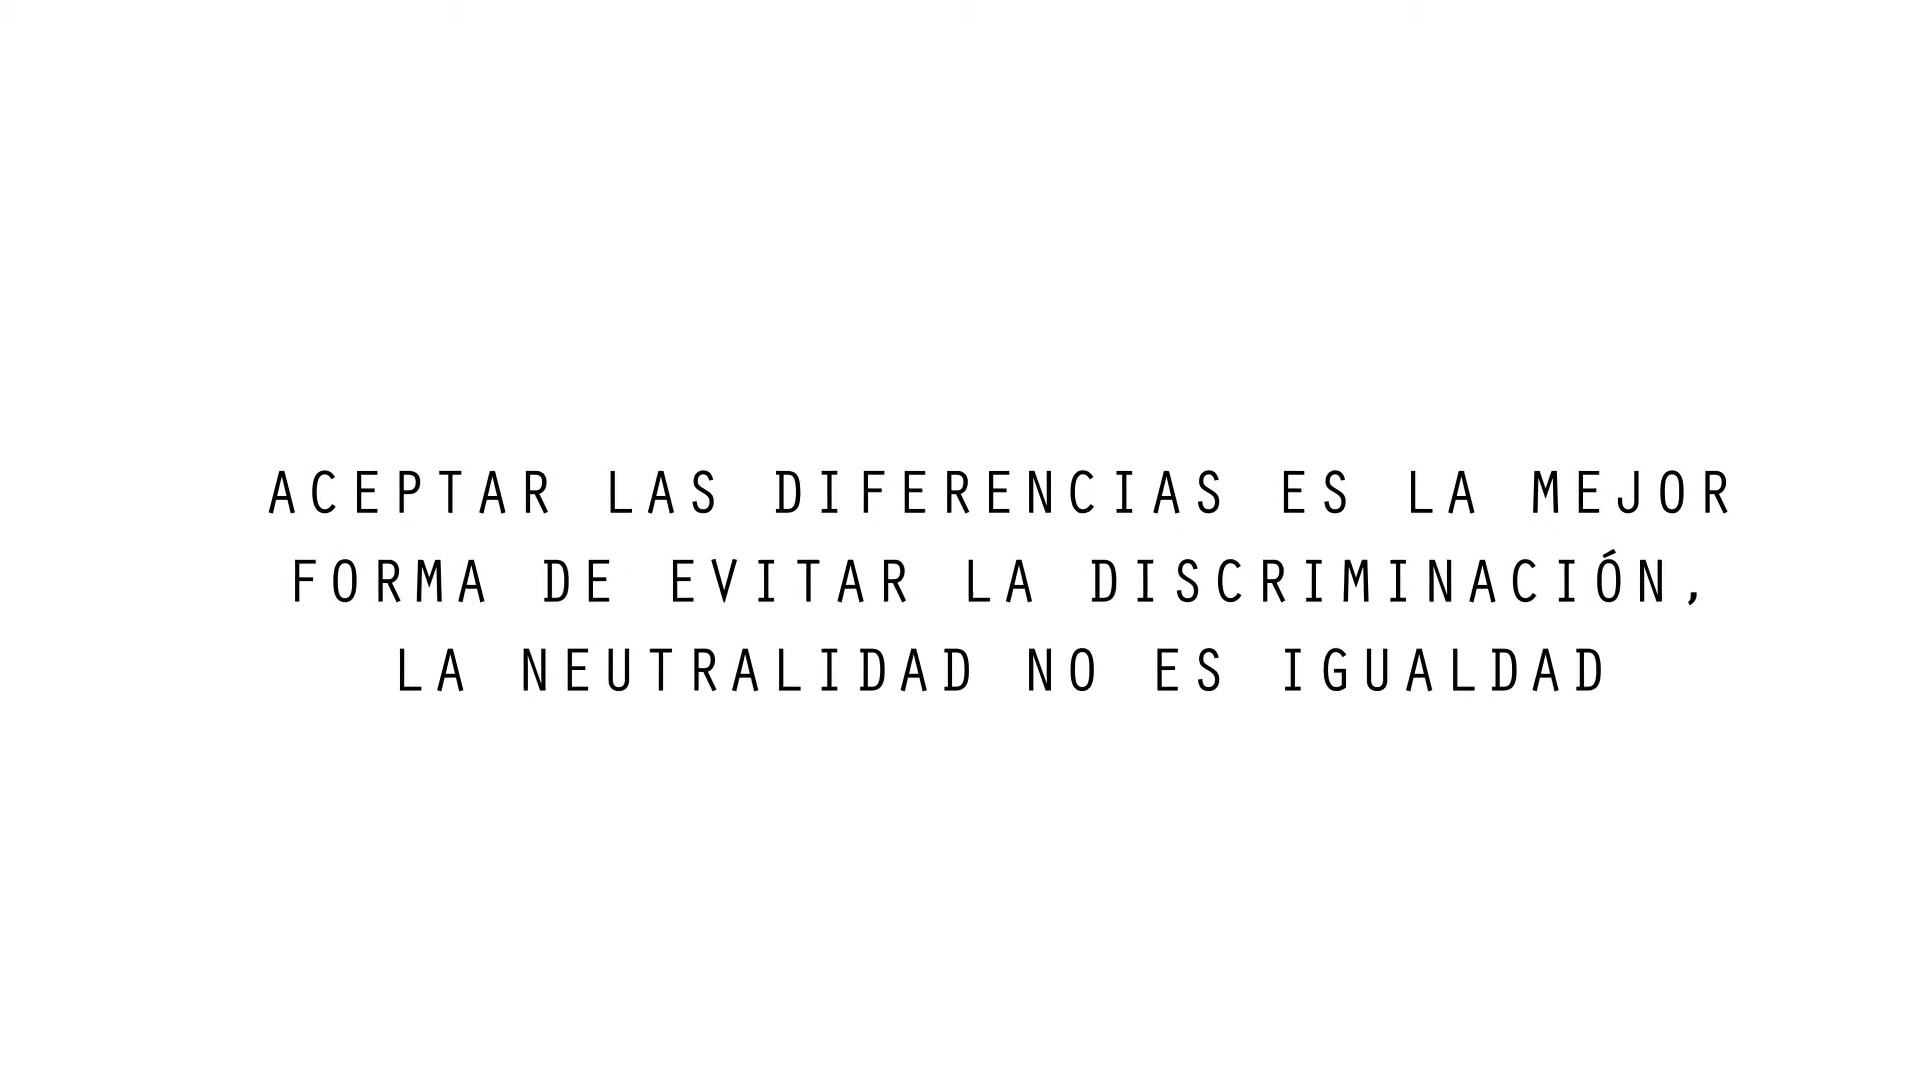 ACEPTAR LAS DIFERENCIAS ES LA MEJOR
FORMA DE EVITAR LA DISCRIMINACIÓN,
LA NEUTRALIDAD NO ES IGUALDAD